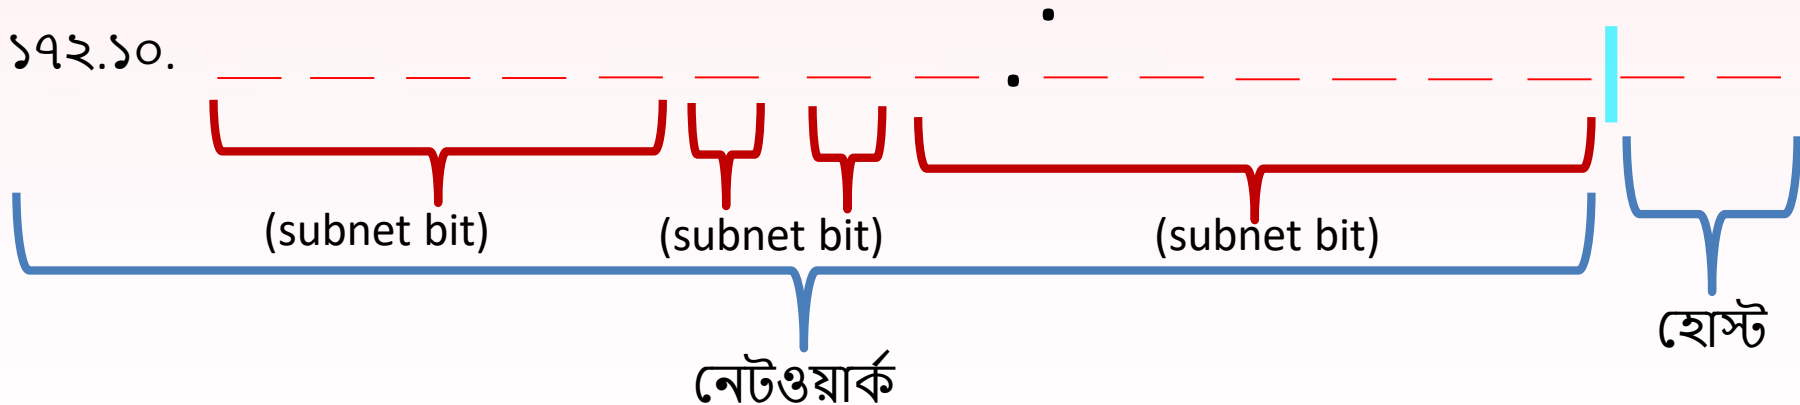 ১৭২.১০.
.
(subnet bit) (subnet bit) (subnet bit)
নেটওয়ার্ক
হোস্ট